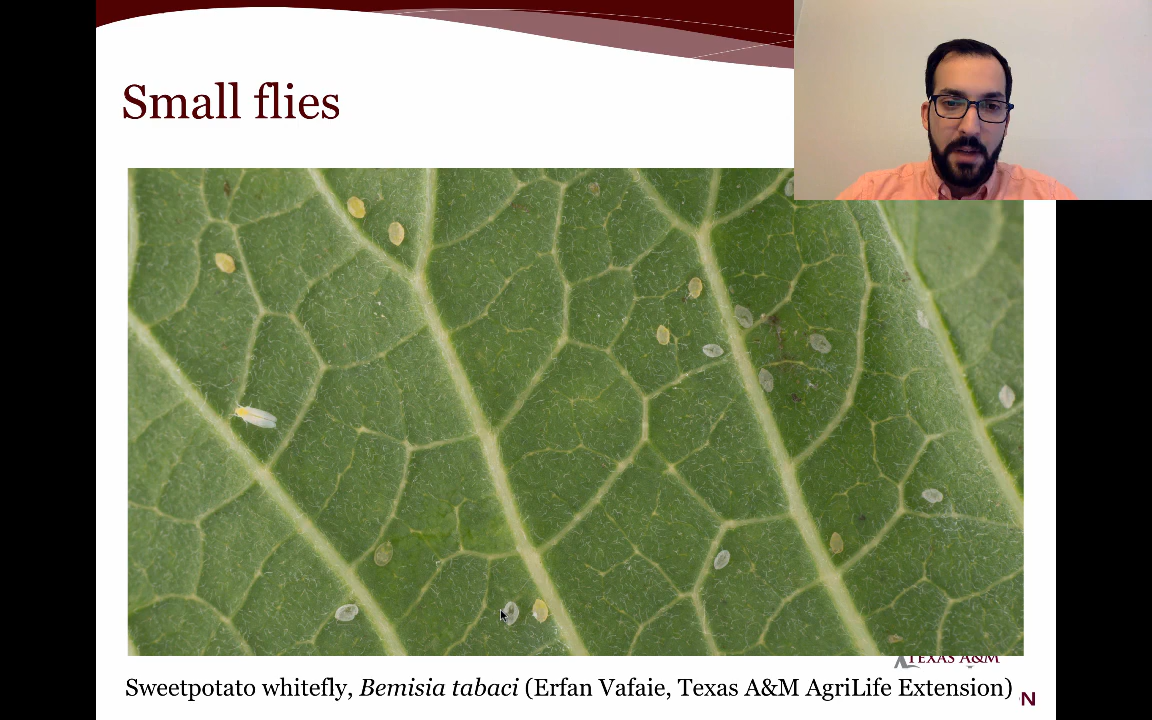 Small flies
TEXAS A&M
Sweetpotato whitefly, Bemisia tabaci (Erfan Vafaie, Texas A&M AgriLife Extension)
N